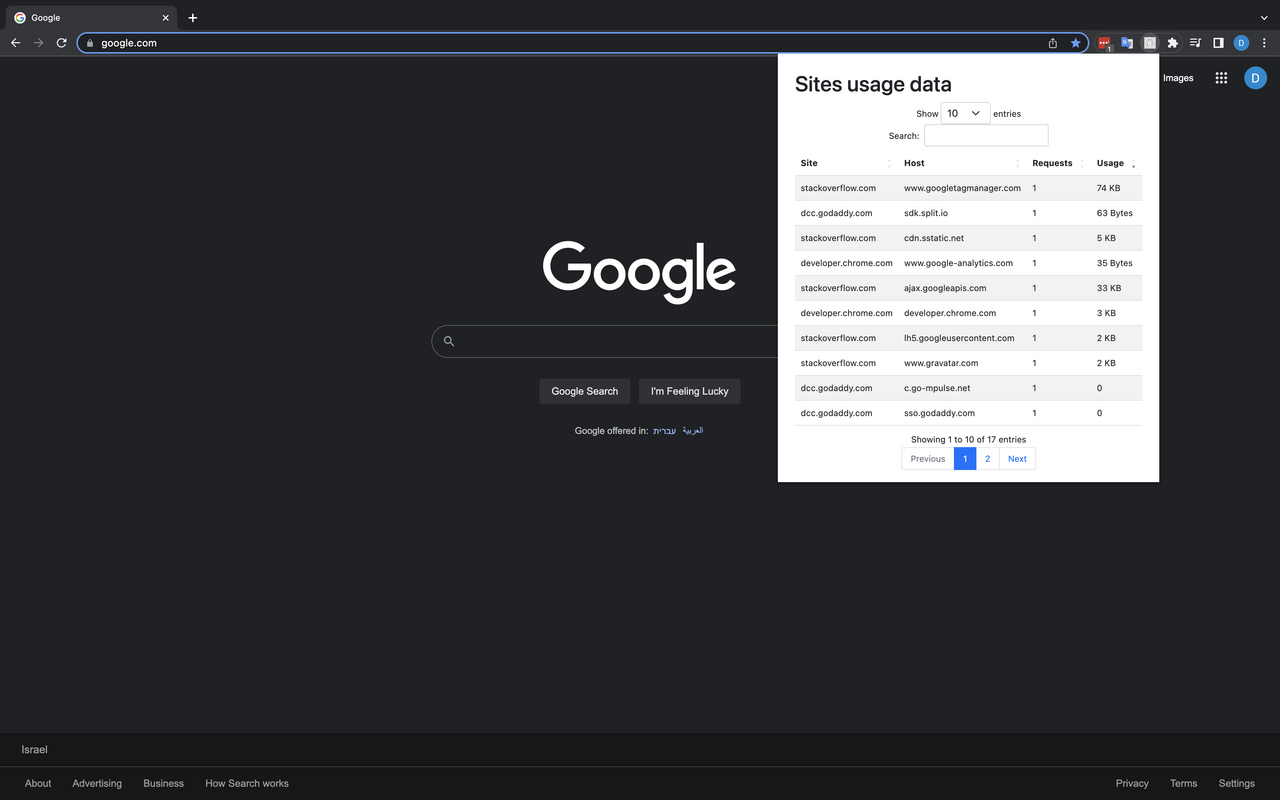 Google
google.com
1
D
Images
D
Sites usage data
Show 10 entries
Search:
Site Host Requests Usage
stackoverflow.com www.googletagmanager.com 1 74 KB
dcc.godaddy.com sdk.split.io 1 63 Bytes
stackoverflow.com cdn.sstatic.net 1 5 KB
developer.chrome.com www.google-analytics.com 1 35 Bytes
stackoverflow.com ajax.googleapis.com 1 33 KB
developer.chrome.com developer.chrome.com 1 3 KB
stackoverflow.com lh5.googleusercontent.com 1 2 KB
stackoverflow.com www.gravatar.com 1 2 KB
dcc.godaddy.com c.go-mpulse.net 1 0
dcc.godaddy.com sso.godaddy.com 1 0
Showing 1 to 10 of 17 entries
Previous 1 2 Next
Google
Google Search I'm Feeling Lucky
Google offered in: עברית العربية
Israel
About Advertising Business How Search works Privacy Terms Settings